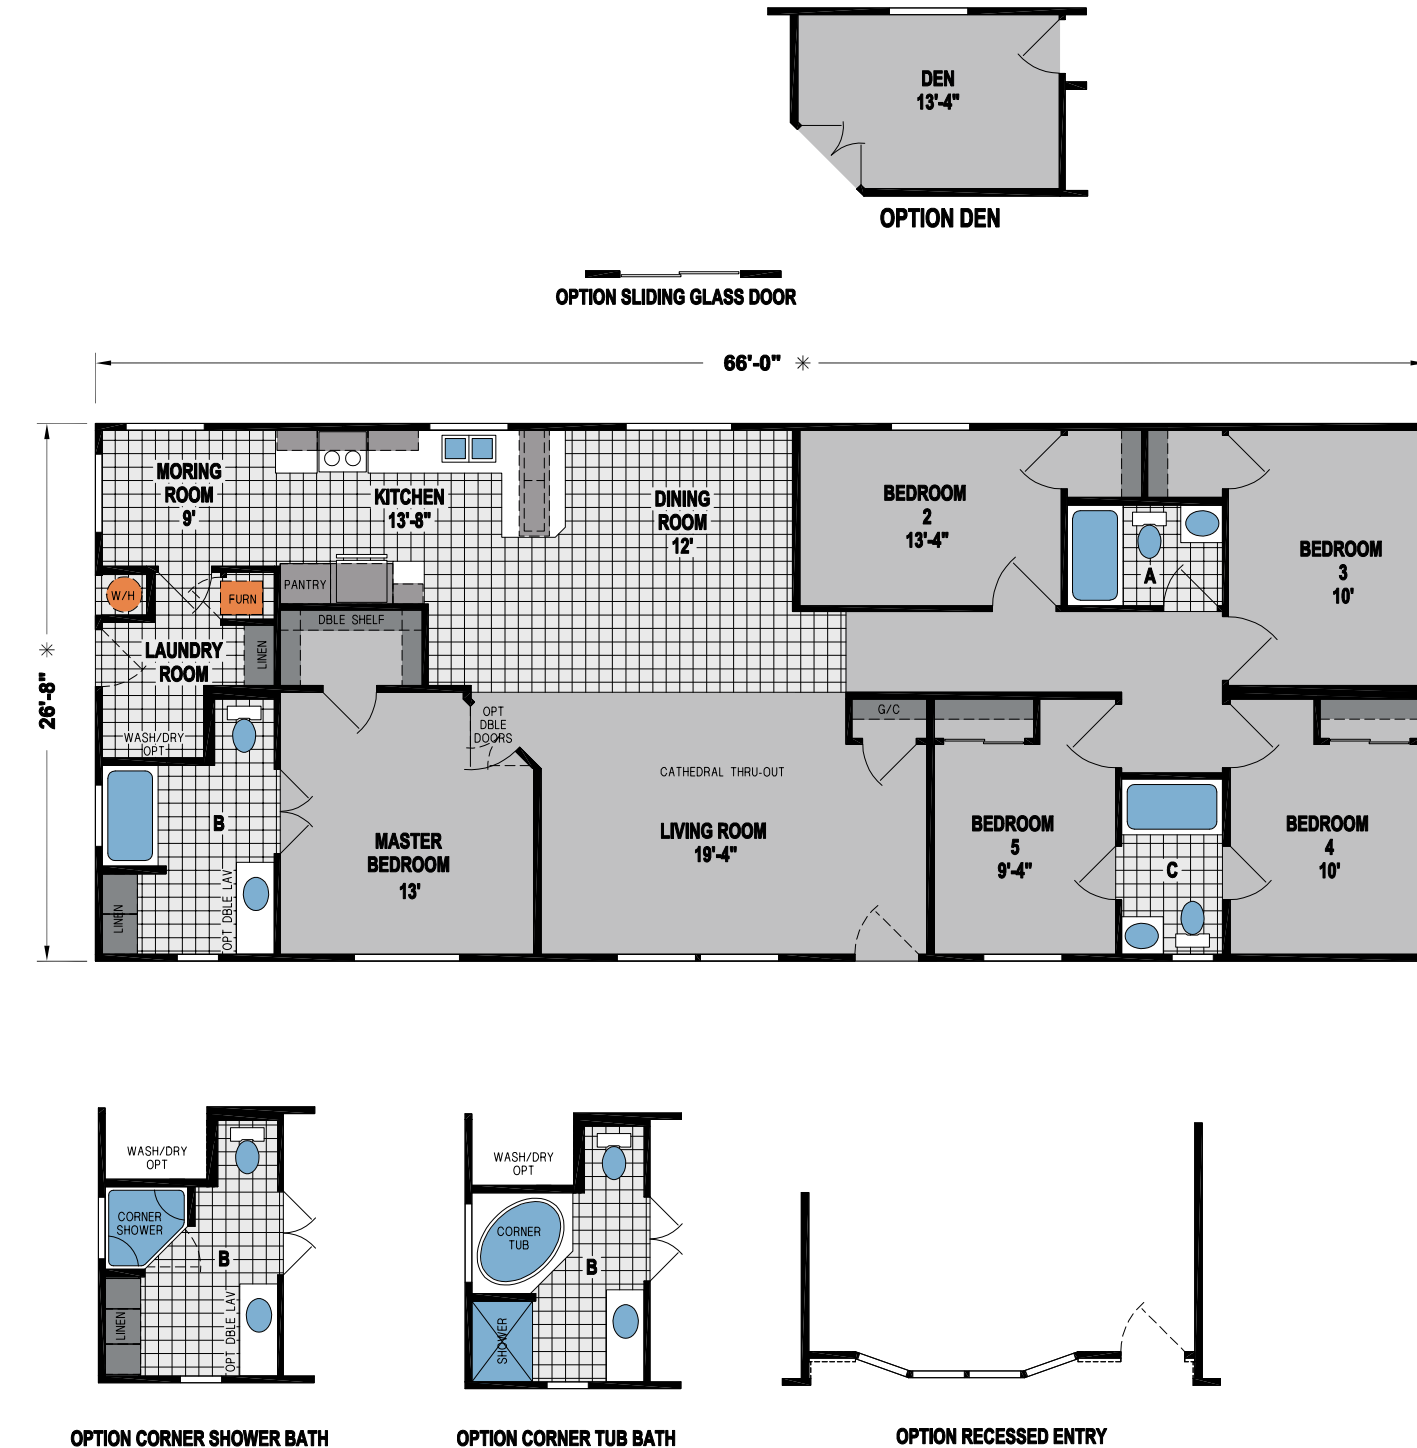 DEN
13'-4"
OPTION DEN
OPTION SLIDING GLASS DOOR
66'-0" ✳
26'-8" ✳
MORING
ROOM
9'
KITCHEN
13'-8"
DINING
ROOM
12'
BEDROOM
2
13'-4"
BEDROOM
3
10'
A
W/H
FURN
PANTRY
DBLE SHELF
LAUNDRY
ROOM
LINEN
WASH/DRY
OPT
OPT
DBLE
DOORS
G/C
CATHEDRAL THRU-OUT
LIVING ROOM
19'-4"
MASTER
BEDROOM
13'
B
LINEN
OPT DBLE LAV
BEDROOM
5
9'-4"
C
BEDROOM
4
10'
WASH/DRY
OPT
CORNER
SHOWER
B
LINEN
OPT DBLE LAV
OPTION CORNER SHOWER BATH
WASH/DRY
OPT
CORNER
TUB
B
SHOWER
OPTION CORNER TUB BATH
OPTION RECESSED ENTRY